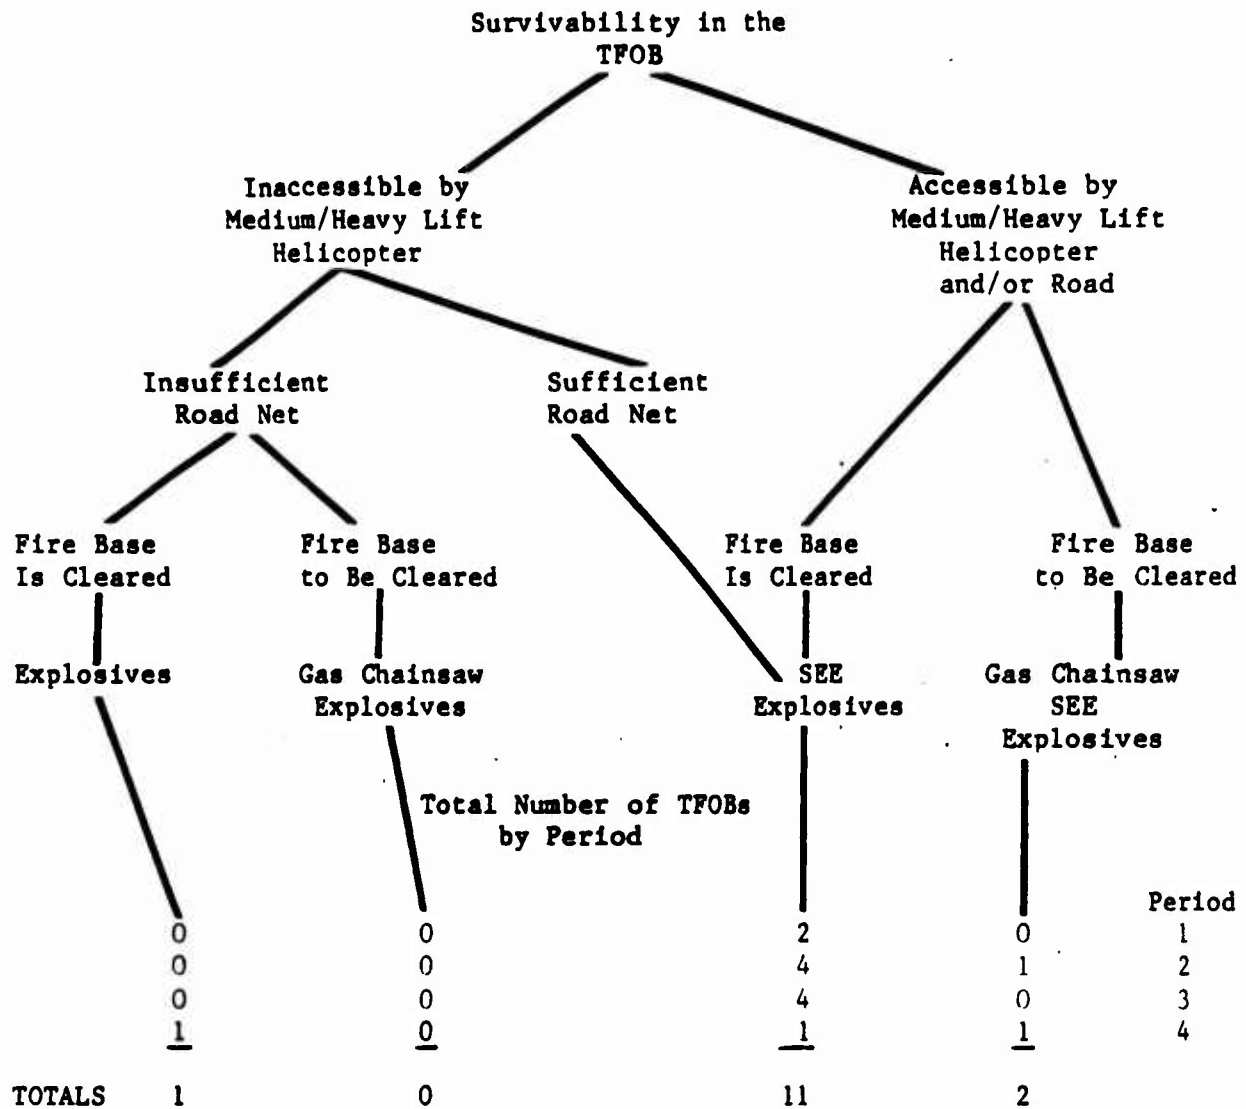 Survivability in the
TFOB
Inaccessible by
Medium/Heavy Lift
Helicopter
Accessible by
Medium/Heavy Lift
Helicopter
and/or Road
Insufficient
Road Net
Sufficient
Road Net
Fire Base
Is Cleared
Fire Base
to Be Cleared
Fire Base
Is Cleared
Fire Base
to Be Cleared
Explosives
Gas Chainsaw
Explosives
SEE
Explosives
Gas Chainsaw
SEE
Explosives
Total Number of TFOBs
by Period
Period
0 0 2 0 1
0 0 4 1 2
0 0 4 0 3
1 0 1 1 4
TOTALS 1 0 11 2